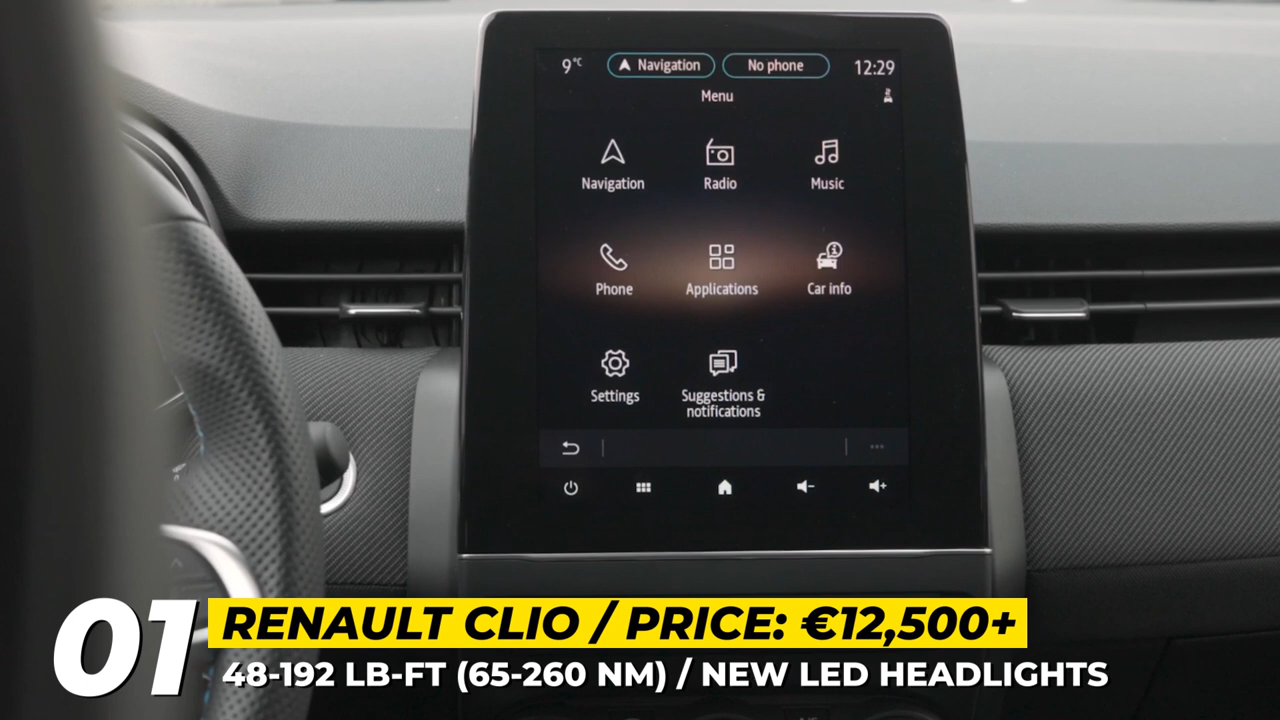 9°C Navigation No phone 12:29
Menu
Navigation Radio Music
Phone Applications Car info
Settings Suggestions &
notifications
01 RENAULT CLIO / PRICE: €12,500+
48-192 LB-FT (65-260 NM) / NEW LED HEADLIGHTS